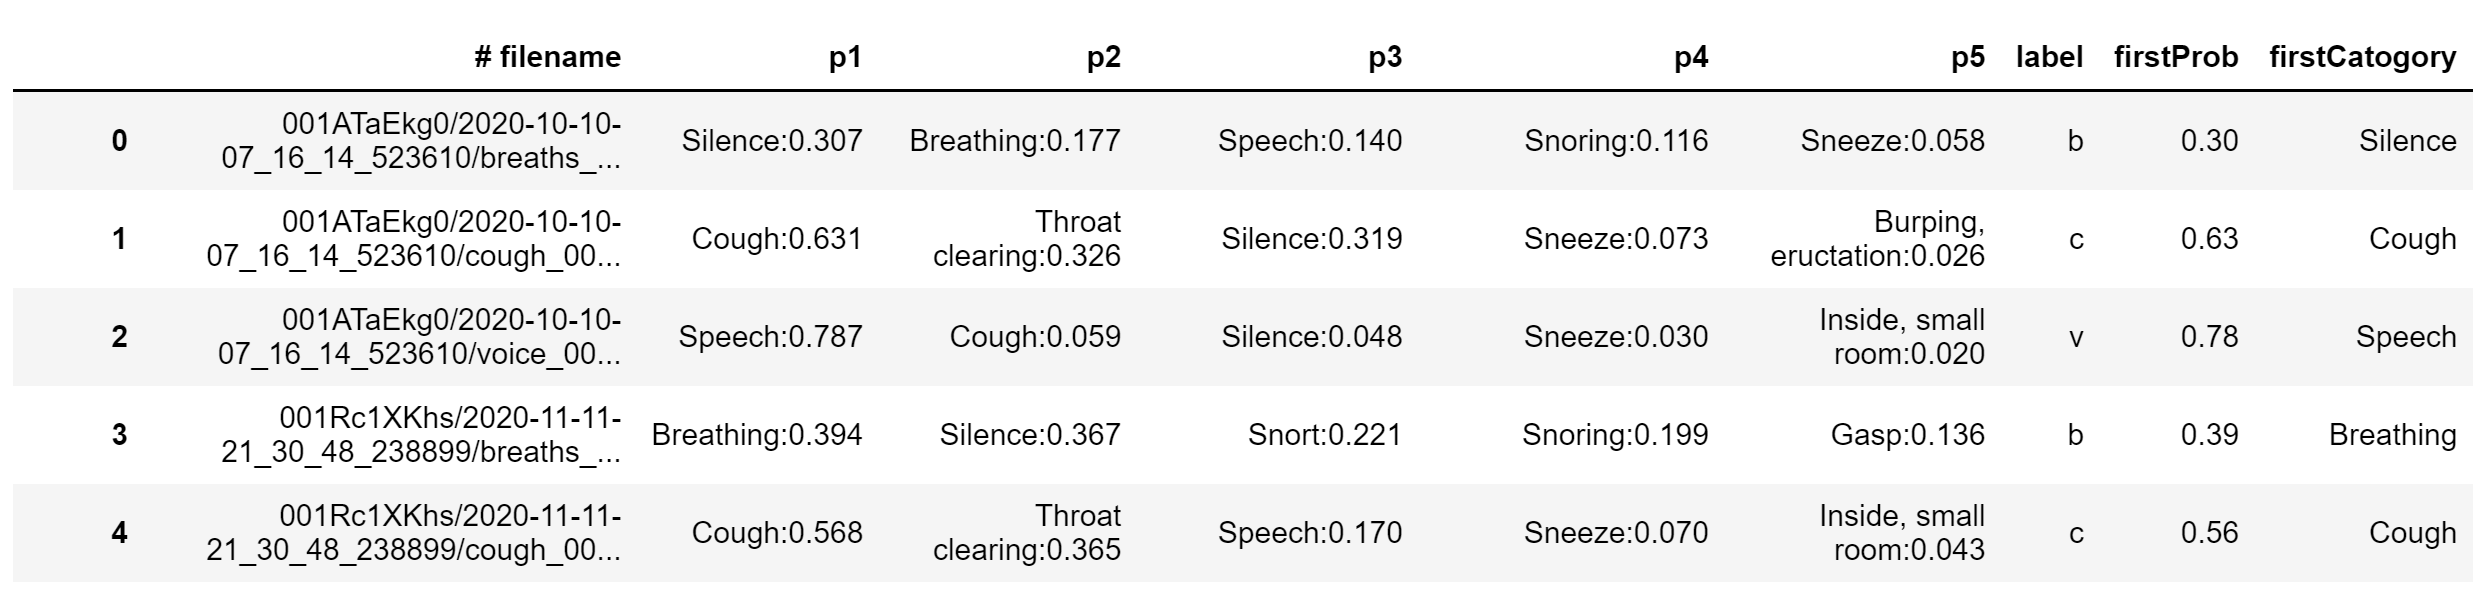 # filename p1 p2 p3 p4 p5 label firstProb firstCatogory
0 001ATaEkg0/2020-10-10-07_16_14_523610/breaths_... Silence:0.307 Breathing:0.177 Speech:0.140 Snoring:0.116 Sneeze:0.058 b 0.30 Silence
1 001ATaEkg0/2020-10-10-07_16_14_523610/cough_00... Cough:0.631 Throat clearing:0.326 Silence:0.319 Sneeze:0.073 Burping, eructation:0.026 c 0.63 Cough
2 001ATaEkg0/2020-10-10-07_16_14_523610/voice_00... Speech:0.787 Cough:0.059 Silence:0.048 Sneeze:0.030 Inside, small room:0.020 v 0.78 Speech
3 001Rc1XKhs/2020-11-11-21_30_48_238899/breaths_... Breathing:0.394 Silence:0.367 Snort:0.221 Snoring:0.199 Gasp:0.136 b 0.39 Breathing
4 001Rc1XKhs/2020-11-11-21_30_48_238899/cough_00... Cough:0.568 Throat clearing:0.365 Speech:0.170 Sneeze:0.070 Inside, small room:0.043 c 0.56 Cough